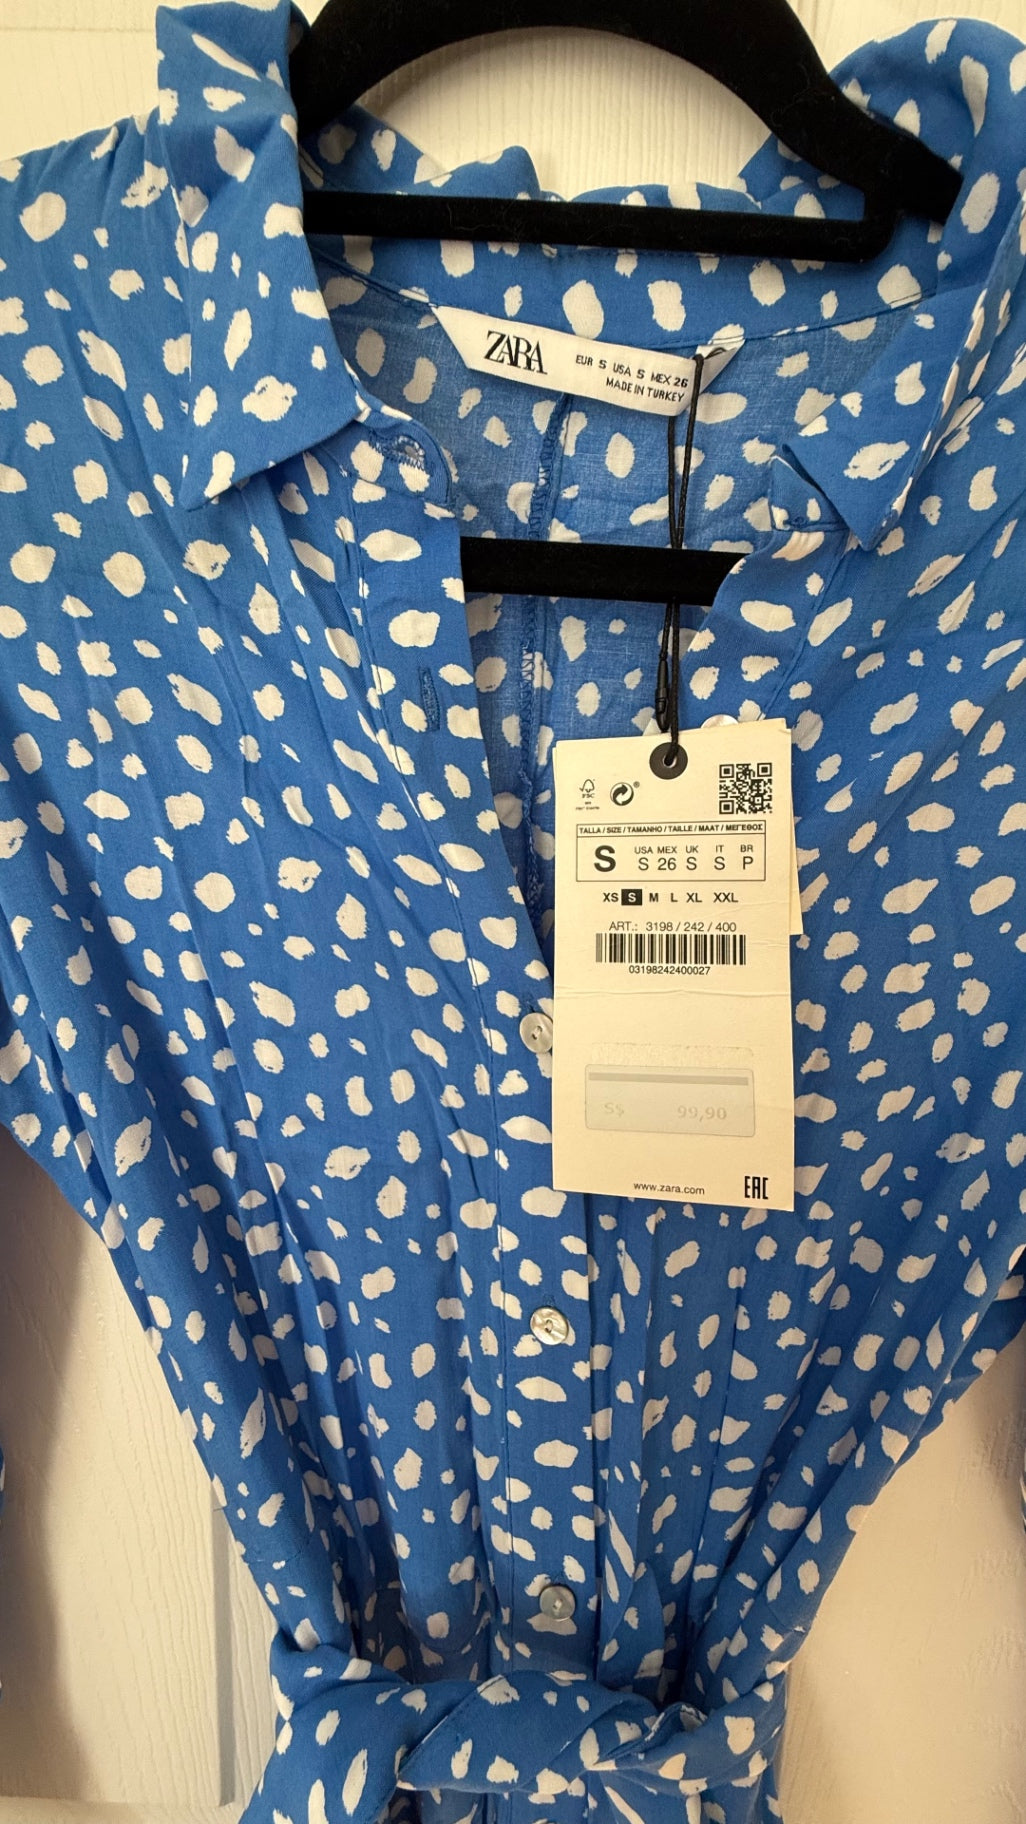 ZARA
EUR S USA S MEX 26
MADE IN TURKEY
FSC
TALLA / SIZE / TAMANHO / TAILLE / MAAT / ΜΕΓΕΘΟΣ
USA MEX UK IT BR
S S 26 S S P
XS S M L XL XXL
ART.: 3198 / 242 / 400
03198242400027
S$ 99,90
www.zara.com EAC